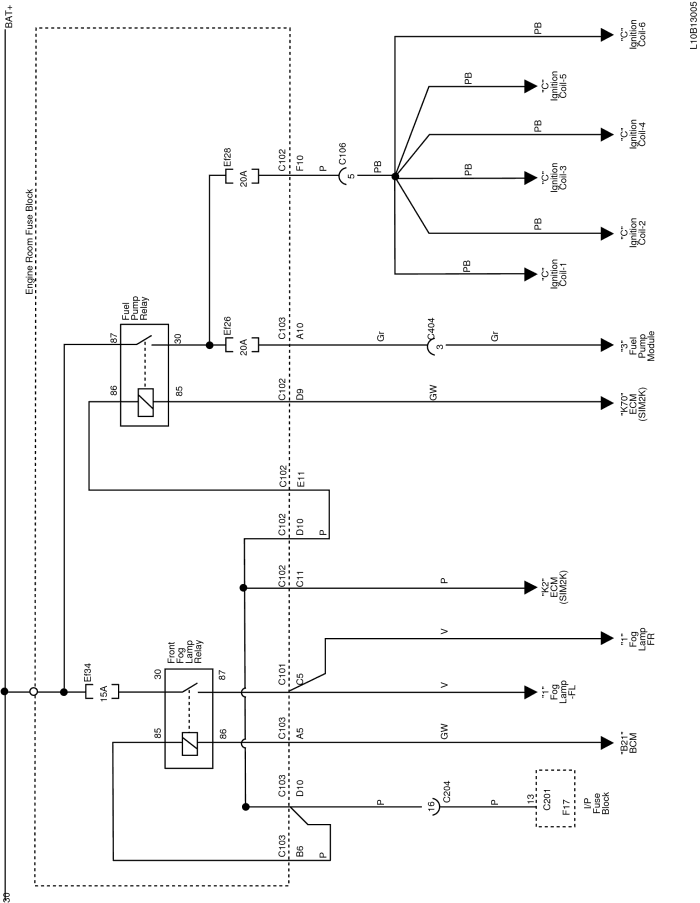 30 BAT+
Engine Room Fuse Block
Ef34
15A
Front
Fog
Lamp
Relay
85
30
86
87
Fuel
Pump
Relay
86
87
85
30
Ef26
20A
Ef28
20A
C103
B6
P
C103
D10
C103
A5
C101
C5
C102
C11
C102
D10
P
C102
E11
C102
D9
C103
A10
C102
F10
P
16
C204
P
P
13
C201
F17
I/P
Fuse
Block
GW
"B21"
BCM
V
"1"
Fog
Lamp
-FL
V
"1"
Fog
Lamp
FR
P
"K2"
ECM
(SIM2K)
GW
"K70"
ECM
(SIM2K)
Gr
3
C404
Gr
"3"
Fuel
Pump
Module
5
C106
PB
PB
"C"
Ignition
Coil-1
PB
"C"
Ignition
Coil-2
PB
"C"
Ignition
Coil-3
PB
"C"
Ignition
Coil-4
PB
"C"
Ignition
Coil-5
PB
"C"
Ignition
Coil-6
L10B13005